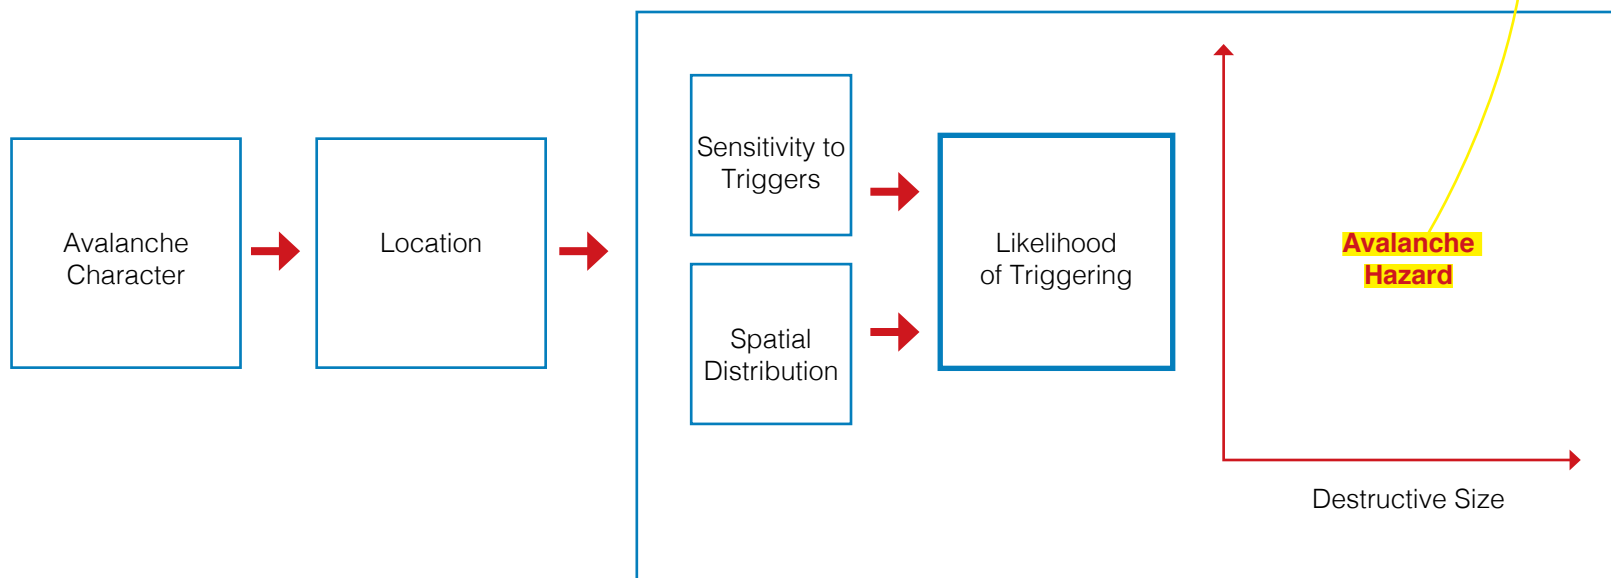 Avalanche
Character
Location
Sensitivity to
Triggers
Spatial
Distribution
Likelihood
of Triggering
Avalanche
Hazard
Destructive Size